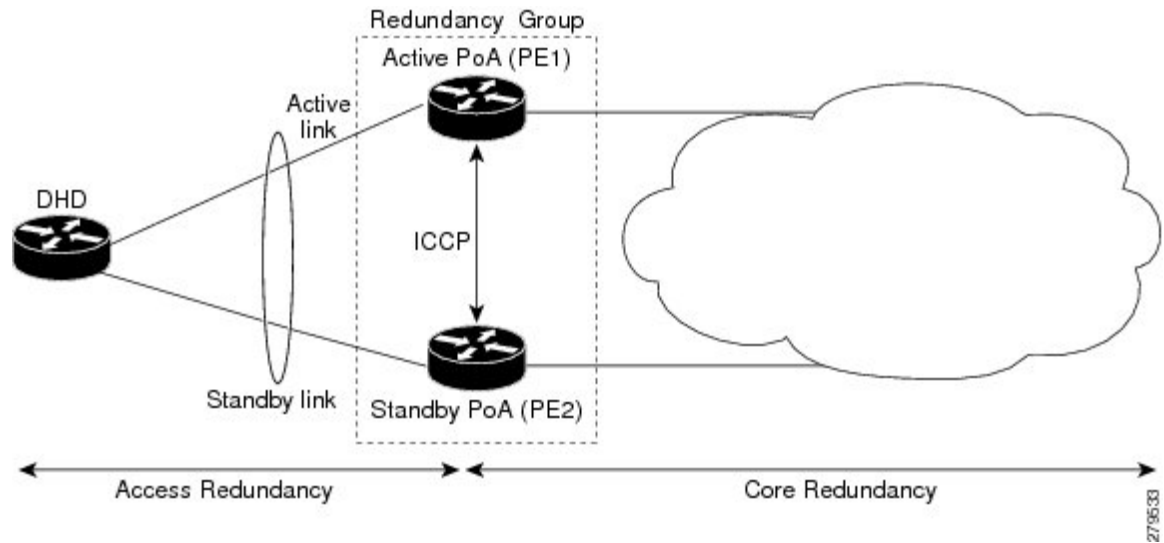 Redundancy Group
Active PoA (PE1)
Active
link
DHD
ICCP
Standby link
Standby PoA (PE2)
Access Redundancy
Core Redundancy
279533